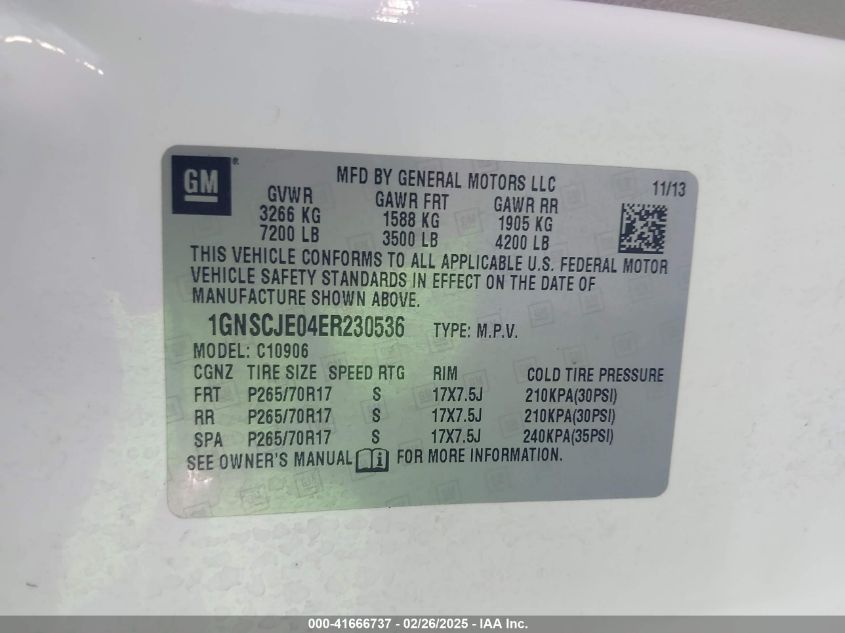 GM ®
MFD BY GENERAL MOTORS LLC 11/13
GVWR GAWR FRT GAWR RR
3266 KG 1588 KG 1905 KG
7200 LB 3500 LB 4200 LB
THIS VEHICLE CONFORMS TO ALL APPLICABLE U.S. FEDERAL MOTOR
VEHICLE SAFETY STANDARDS IN EFFECT ON THE DATE OF
MANUFACTURE SHOWN ABOVE.
1GNSCJE04ER230536 TYPE: M.P.V.
MODEL: C10906
CGNZ TIRE SIZE SPEED RTG RIM COLD TIRE PRESSURE
FRT P265/70R17 S 17X7.5J 210KPA(30PSI)
RR P265/70R17 S 17X7.5J 210KPA(30PSI)
SPA P265/70R17 S 17X7.5J 240KPA(35PSI)
SEE OWNER'S MANUAL i FOR MORE INFORMATION.
000-41666737 - 02/26/2025 - IAA Inc.